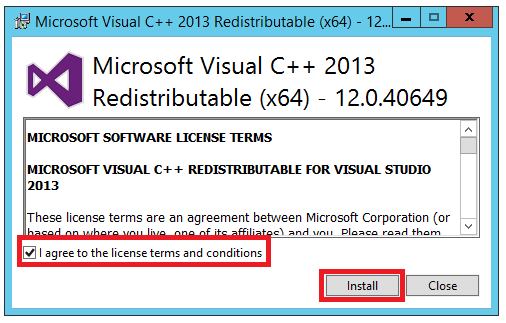 Microsoft Visual C++ 2013 Redistributable (x64) - 12....
Microsoft Visual C++ 2013
Redistributable (x64) - 12.0.40649
MICROSOFT SOFTWARE LICENSE TERMS
MICROSOFT VISUAL C++ REDISTRIBUTABLE FOR VISUAL STUDIO
2013
These license terms are an agreement between Microsoft Corporation (or
based on where you live, one of its affiliates) and you. Please read them
I agree to the license terms and conditions
Install Close